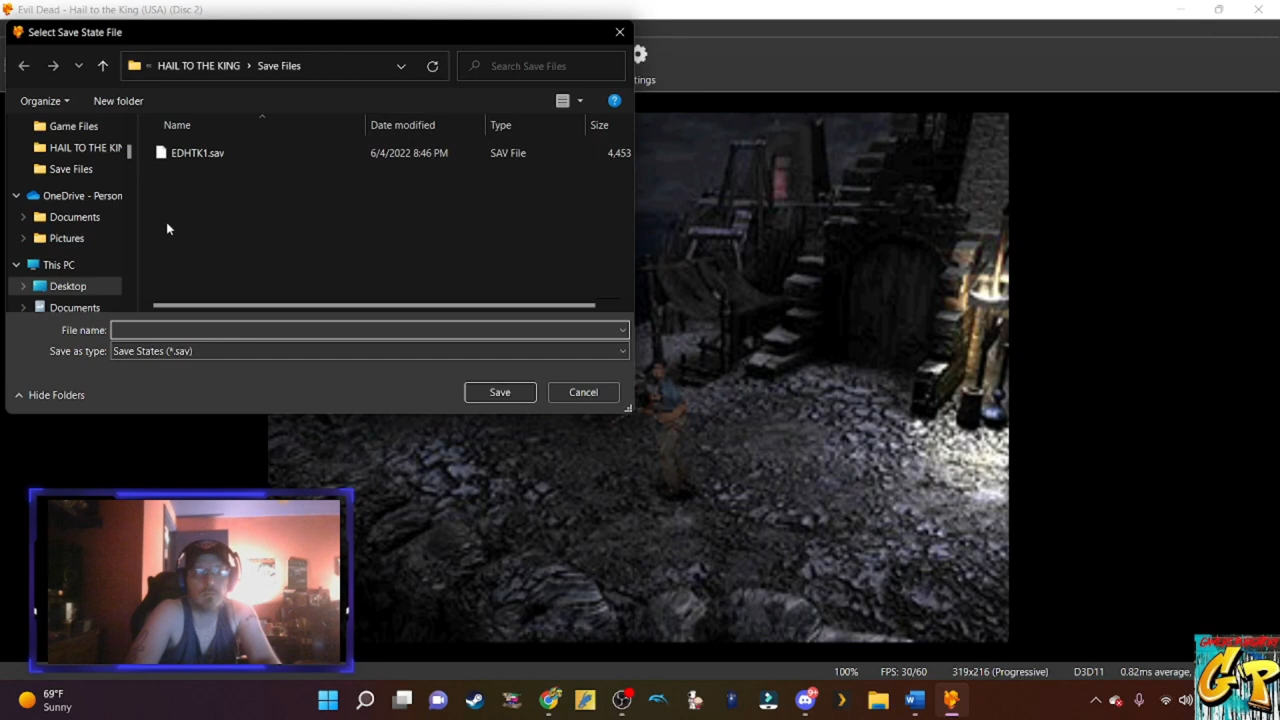 Evil Dead - Hail to the King (USA) (Disc 2)
Select Save State File
« HAIL TO THE KING › Save Files
Search Save Files
tings
Organize
New folder
Game Files
HAIL TO THE KIN
Save Files
OneDrive - Person
Documents
Pictures
This PC
Desktop
Documents
Name
Date modified
Type
Size
EDHTK1.sav
6/4/2022 8:46 PM
SAV File
4,453
File name:
Save as type:
Save States (*.sav)
Hide Folders
Save
Cancel
100%
FPS: 30/60
319x216 (Progressive)
D3D11
0.82ms average,
GP
69°F
Sunny